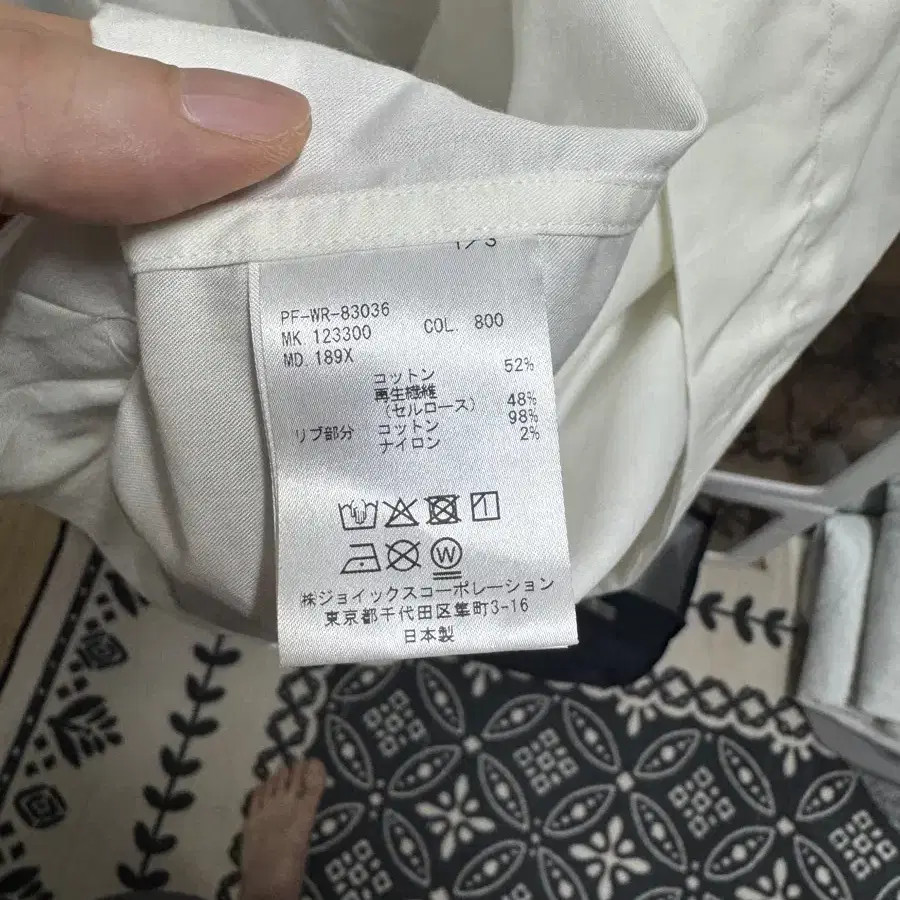 1/3
PF-WR-83036
MK 123300 COL. 800
MD. 189X
コットン 52%
再生繊維
(セルロース) 48%
リブ部分 コットン 98%
ナイロン 2%
W
株ジョイックスコーポレーション
東京都千代田区隼町3-16
日本製